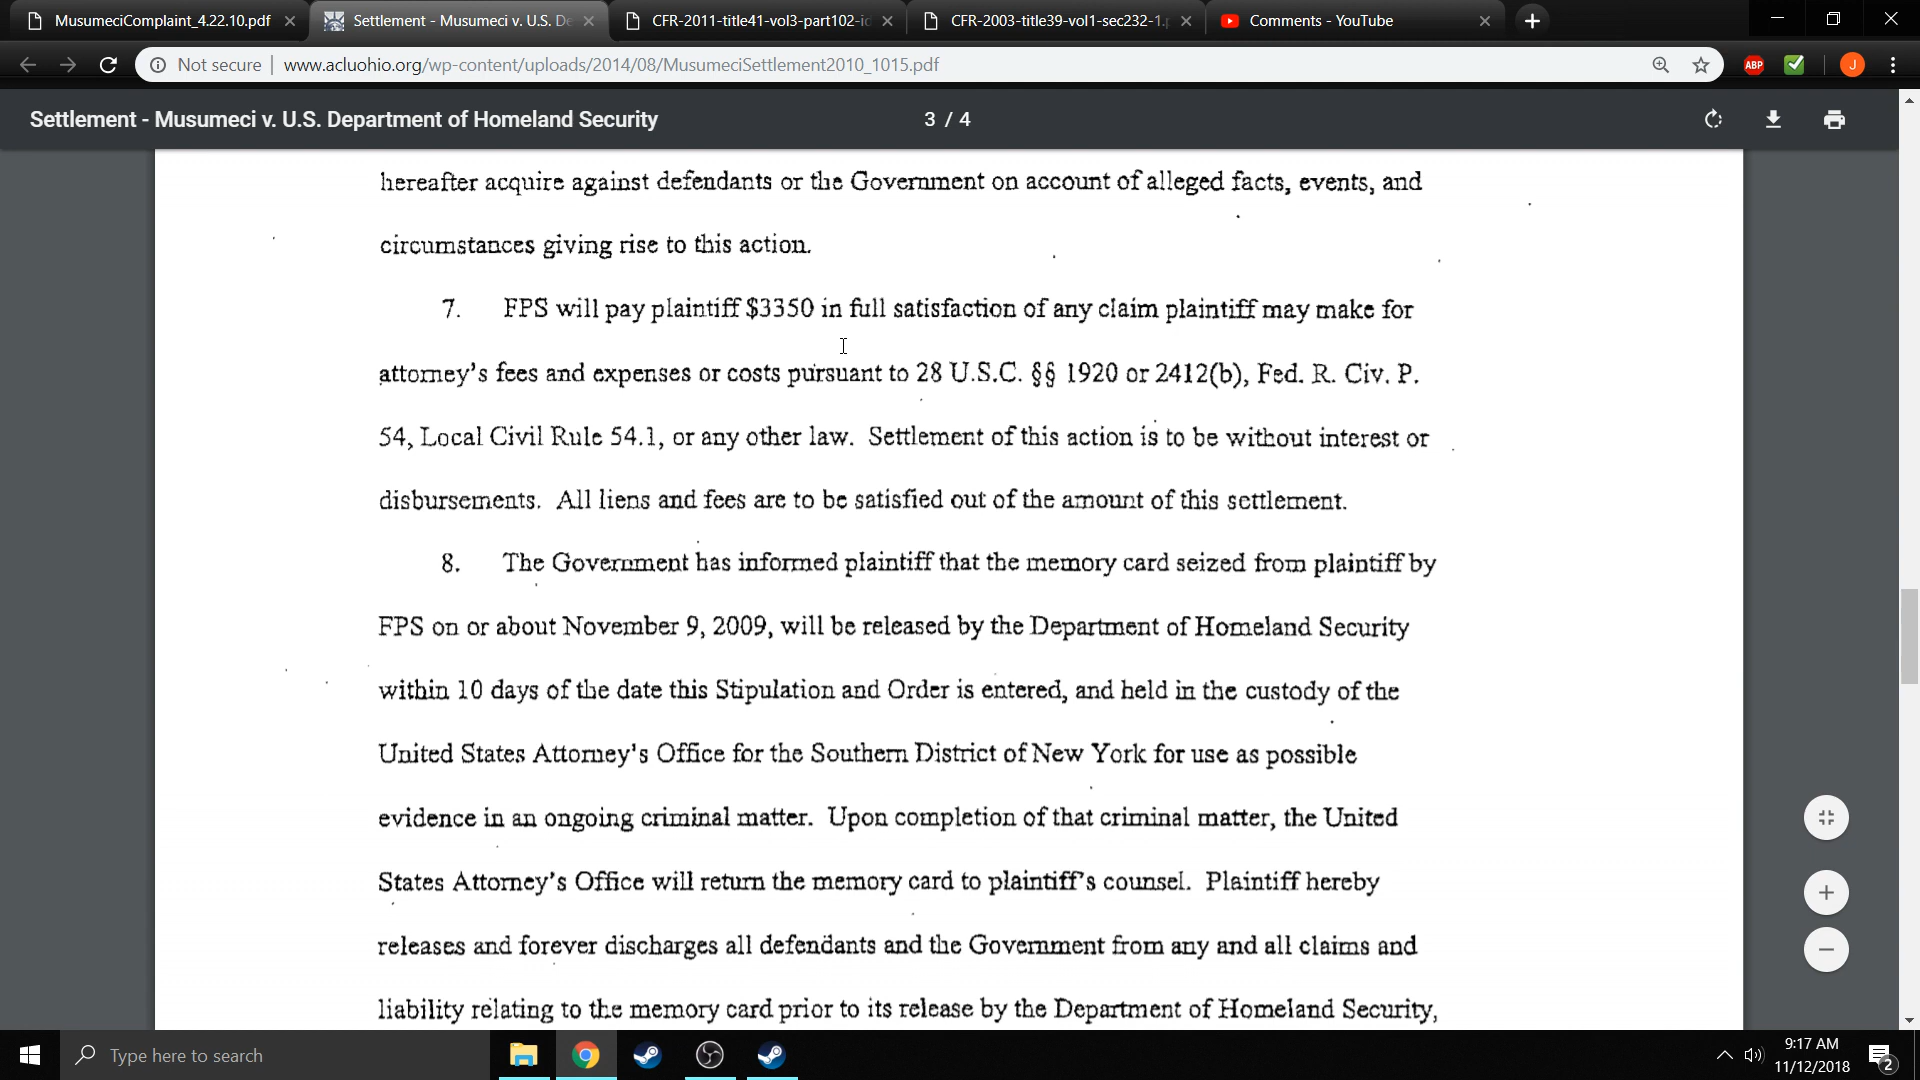 MusumeciComplaint_4.22.10.pdf
Settlement - Musumeci v. U.S. De
CFR-2011-title41-vol3-part102-id
CFR-2003-title39-vol1-sec232-1.p
Comments - YouTube
Not secure | www.acluohio.org/wp-content/uploads/2014/08/MusumeciSettlement2010_1015.pdf
ABP
J
Settlement - Musumeci v. U.S. Department of Homeland Security
3 / 4
hereafter acquire against defendants or the Government on account of alleged facts, events, and
circumstances giving rise to this action.
7. FPS will pay plaintiff $3350 in full satisfaction of any claim plaintiff may make for
attorney's fees and expenses or costs pursuant to 28 U.S.C. §§ 1920 or 2412(b), Fed. R. Civ. P.
54, Local Civil Rule 54.1, or any other law. Settlement of this action is to be without interest or
disbursements. All liens and fees are to be satisfied out of the amount of this settlement.
8. The Government has informed plaintiff that the memory card seized from plaintiff by
FPS on or about November 9, 2009, will be released by the Department of Homeland Security
within 10 days of the date this Stipulation and Order is entered, and held in the custody of the
United States Attorney's Office for the Southern District of New York for use as possible
evidence in an ongoing criminal matter. Upon completion of that criminal matter, the United
States Attorney's Office will return the memory card to plaintiff's counsel. Plaintiff hereby
releases and forever discharges all defendants and the Government from any and all claims and
liability relating to the memory card prior to its release by the Department of Homeland Security,
Type here to search
9:17 AM
11/12/2018
2